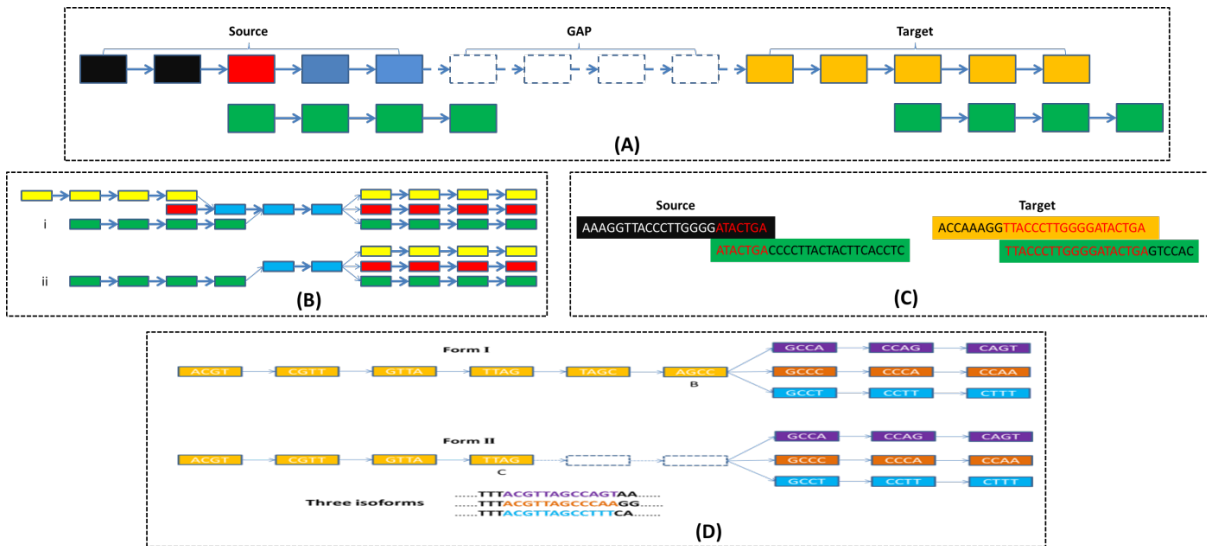 Source GAP Target
(A)
i
ii
(B)
Source Target
AAAGGTTACCCTTGGGGATACTGA ACCAAAGGTTACCCTTGGGGATACTGA
ATACTGACCCCTTACTACTTCACCTC TTACCCTTGGGGATACTGAGTCCAC
(C)
Form I
GCCA CCAG CAGT
ACGT CGTT GTTA TTAG TAGC AGCC GCCC CCCA CCAA
B
GCCT CCTT CTTT
Form II
GCCA CCAG CAGT
ACGT CGTT GTTA TTAG GCCC CCCA CCAA
C
GCCT CCTT CTTT
Three isoforms
......TTTACGTTAGCCAGTAA......
......TTTACGTTAGCCCAAGG......
......TTTACGTTAGCCTTTCA......
(D)